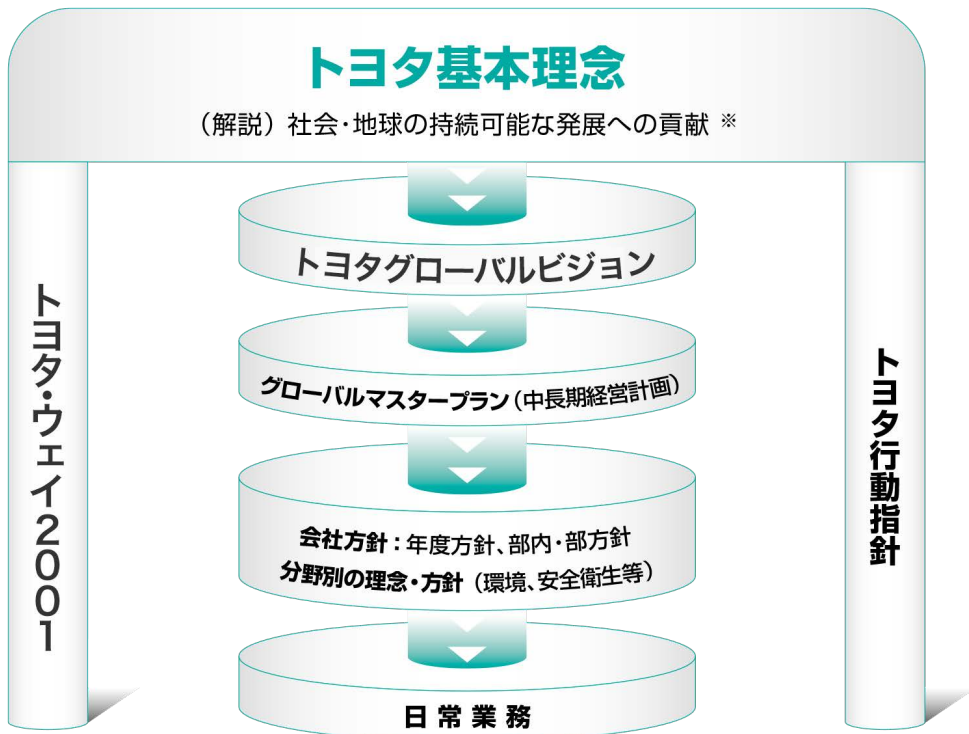 トヨタ基本理念
（解説）社会・地球の持続可能な発展への貢献 ※
トヨタグローバルビジョン
グローバルマスタープラン（中長期経営計画）
会社方針：年度方針、部内・部方針
分野別の理念・方針（環境、安全衛生等）
日常業務
トヨタ・ウェイ2001
トヨタ行動指針